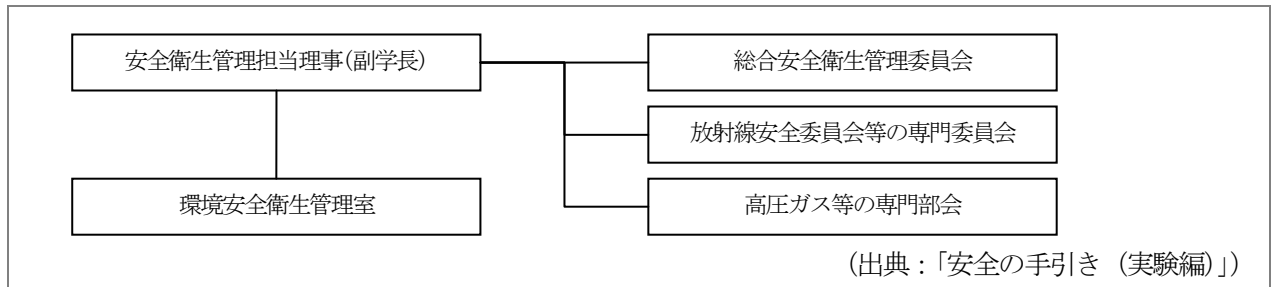 安全衛生管理担当理事(副学長)
総合安全衛生管理委員会
放射線安全委員会等の専門委員会
環境安全衛生管理室
高圧ガス等の専門部会
(出典:「安全の手引き (実験編)」)